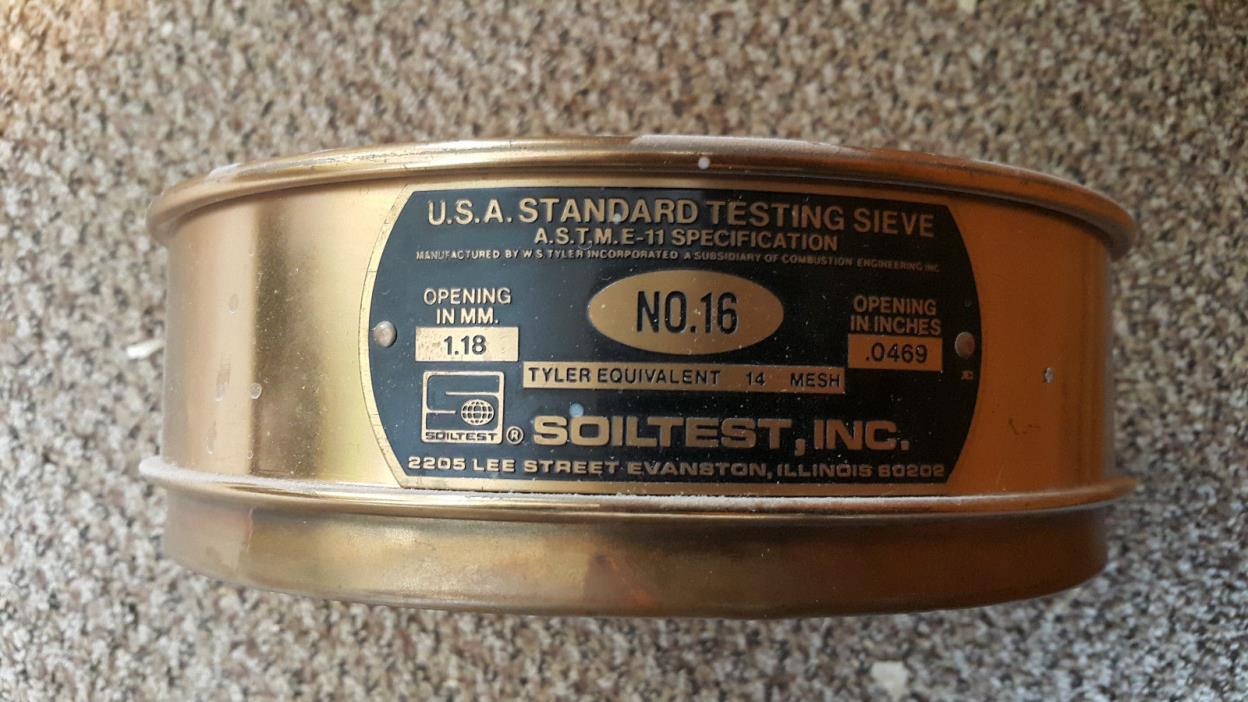 U.S.A. STANDARD TESTING SIEVE
A.S.T.M. E-11 SPECIFICATION
MANUFACTURED BY W.S. TYLER INCORPORATED A SUBSIDIARY OF COMBUSTION ENGINEERING INC.
OPENING
IN MM.
1.18
NO.16
OPENING
IN INCHES
.0469
TYLER EQUIVALENT 14 MESH
SOILTEST
® SOILTEST, INC.
2205 LEE STREET EVANSTON, ILLINOIS 60202